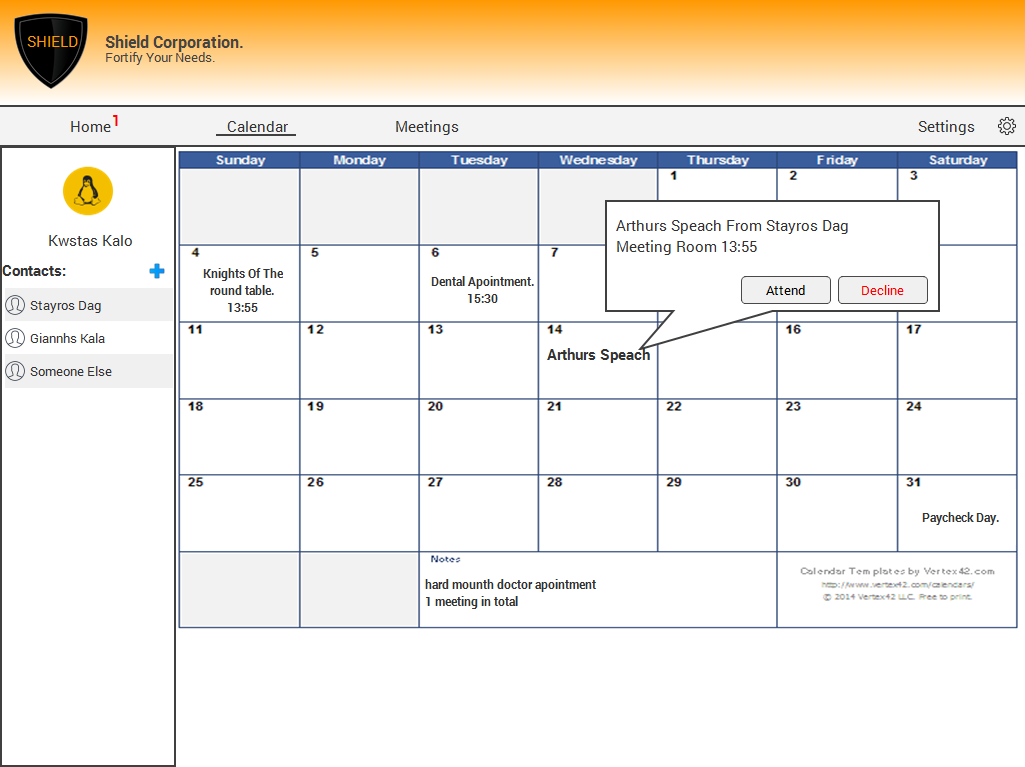 SHIELD
Shield Corporation.
Fortify Your Needs.
Home 1
Calendar
Meetings
Settings
Kwstas Kalo
Contacts:
Stayros Dag
Giannhs Kala
Someone Else
Sunday Monday Tuesday Wednesday Thursday Friday Saturday
1 2 3
Arthurs Speach From Stayros Dag
Meeting Room 13:55
Attend Decline
4 5 6 7
Knights Of The
round table.
13:55
Dental Apointment.
15:30
11 12 13 14 16 17
Arthurs Speach
18 19 20 21 22 23 24
25 26 27 28 29 30 31
Paycheck Day.
Notes
hard mounth doctor apointment
1 meeting in total
Calendar Templates by Vertex42.com
http://www.vertex42.com/calendars/
© 2014 Vertex42 LLC. Free to print.